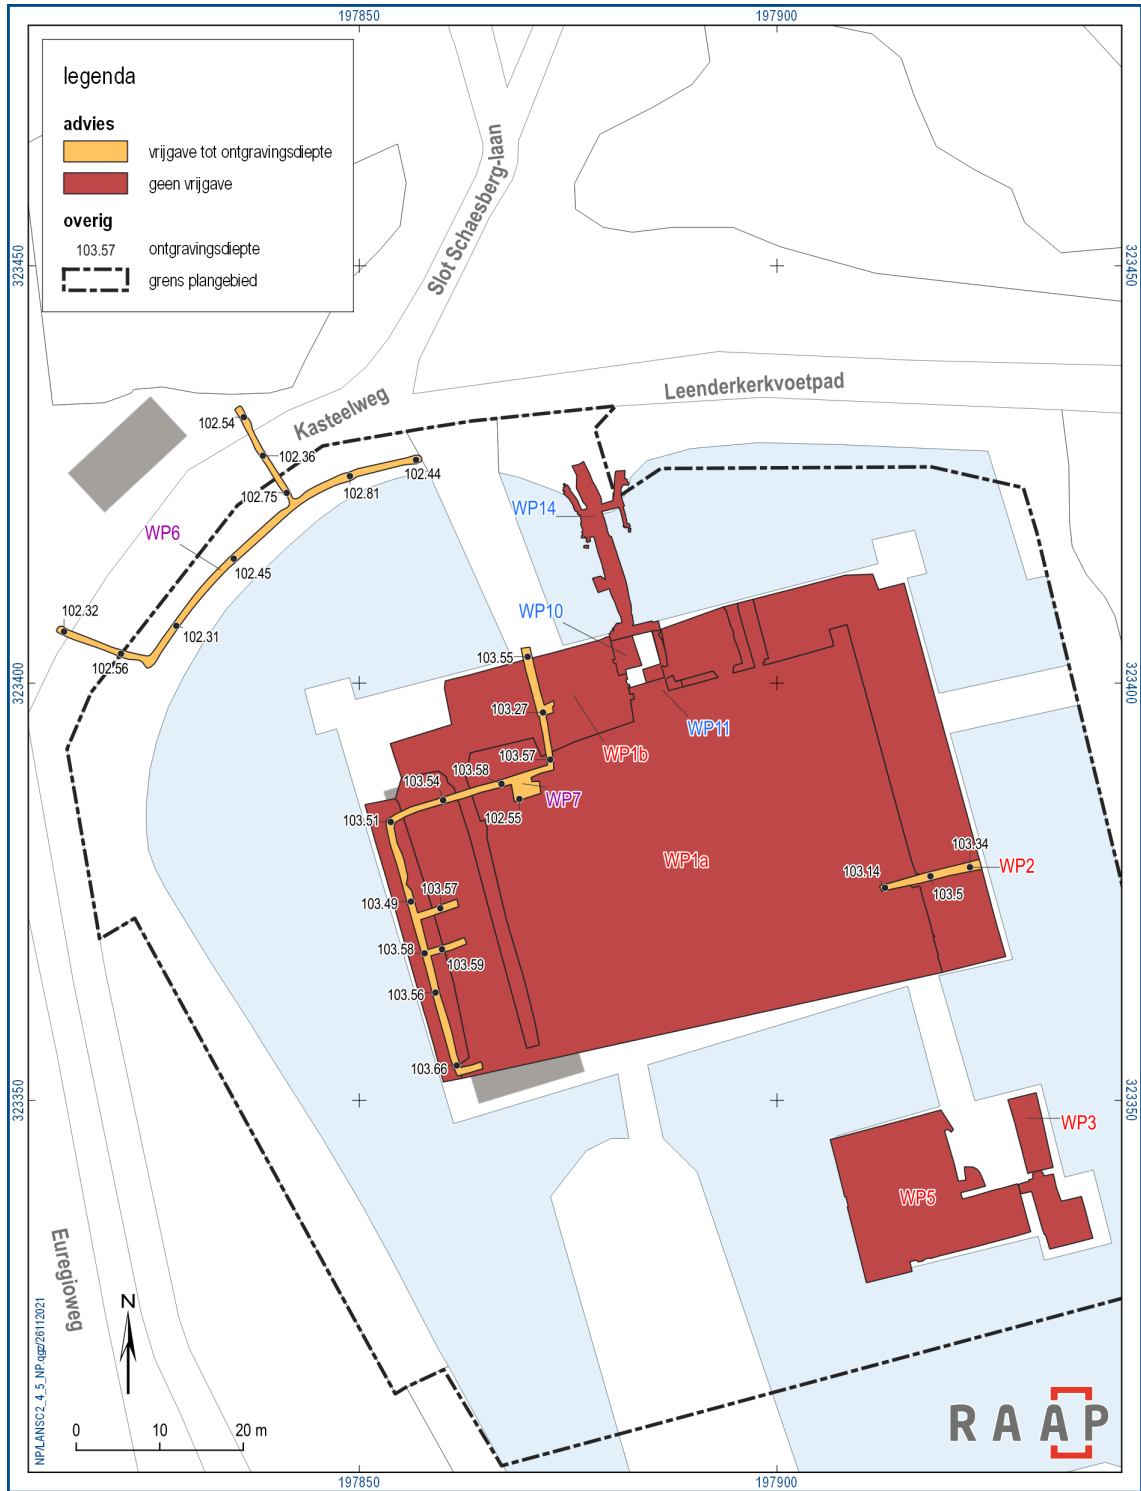 197850
197900
legenda
advies
vrijgave tot ontgravingsdiepte
geen vrijgave
overig
103.57 ontgravingsdiepte
grens plangebied
323450
323450
Slot Schaesberg-laan
Leenderkerkvoetpad
Kasteelweg
102.54
102.36
102.44
102.75
102.81
WP14
WP6
102.45
102.32
WP10
102.31
103.55
102.56
323400
323400
103.27
WP11
103.57
WP1b
103.58
103.54
WP7
103.51
102.55
103.34
WP1a
103.14
WP2
103.57
103.5
103.49
103.58
103.59
103.56
103.66
323350
323350
WP3
WP5
Euregioweg
N
NP/LANSC2_4_5_NP.qgz/26112021
0 10 20 m
RAAP
197850
197900